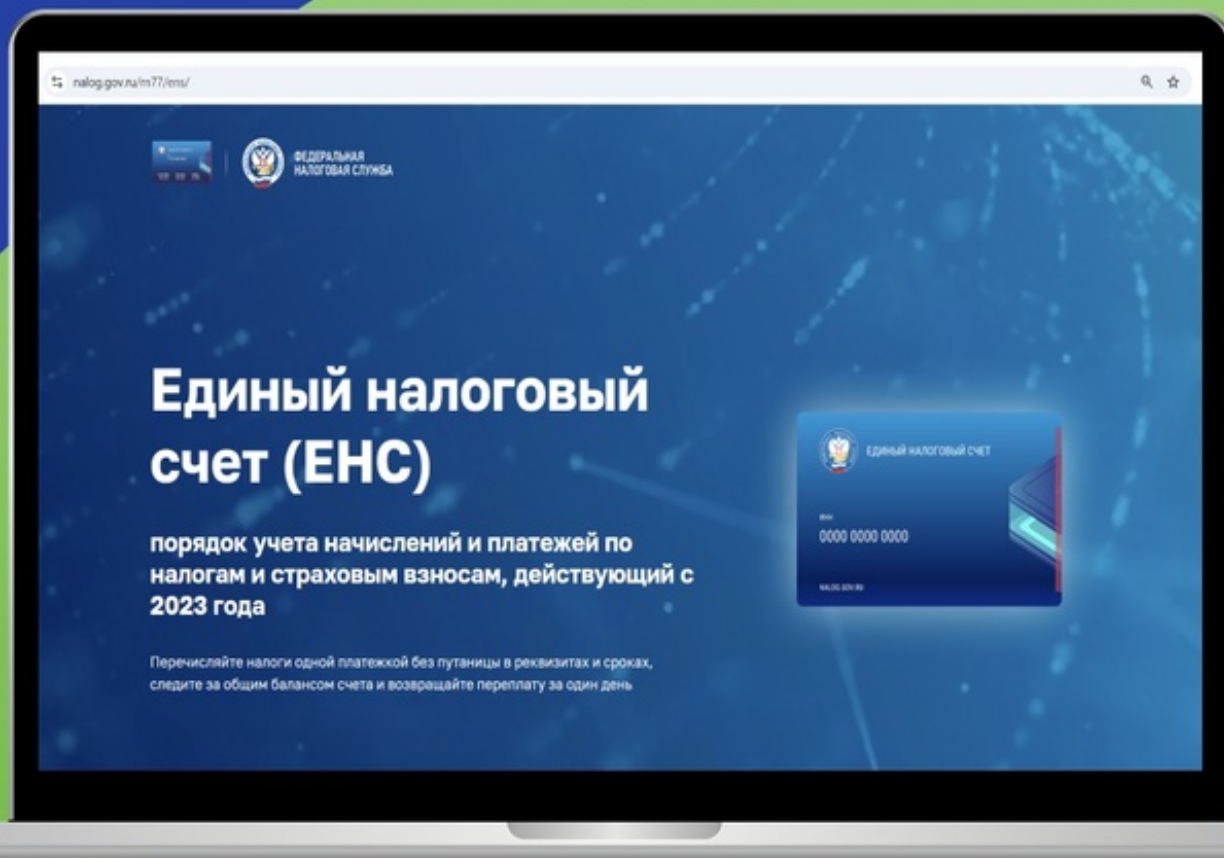 nalog.gov.ru/rn77/ens/
ФЕДЕРАЛЬНАЯ
НАЛОГОВАЯ СЛУЖБА
Единый налоговый
счет (ЕНС)
порядок учета начислений и платежей по
налогам и страховым взносам, действующий с
2023 года
Перечисляйте налоги одной платежкой без путаницы в реквизитах и сроках,
следите за общим балансом счета и возвращайте переплату за один день
ЕДИНЫЙ НАЛОГОВЫЙ СЧЕТ
ИНН
0000 0000 0000
NALOG.GOV.RU